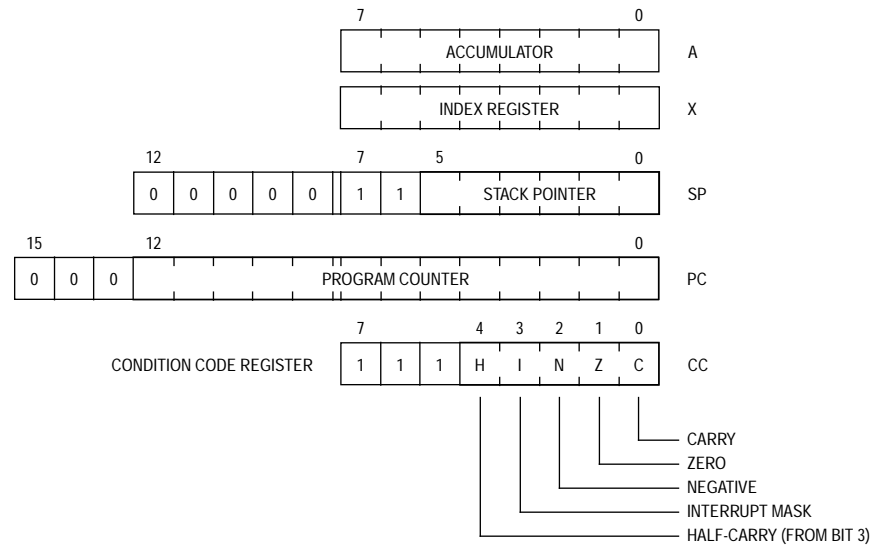 7 0
ACCUMULATOR A
INDEX REGISTER X
12 7 5 0
0 0 0 0 0 1 1 STACK POINTER SP
15 12 0
0 0 0 PROGRAM COUNTER PC
7 4 3 2 1 0
CONDITION CODE REGISTER 1 1 1 H I N Z C CC
CARRY
ZERO
NEGATIVE
INTERRUPT MASK
HALF-CARRY (FROM BIT 3)